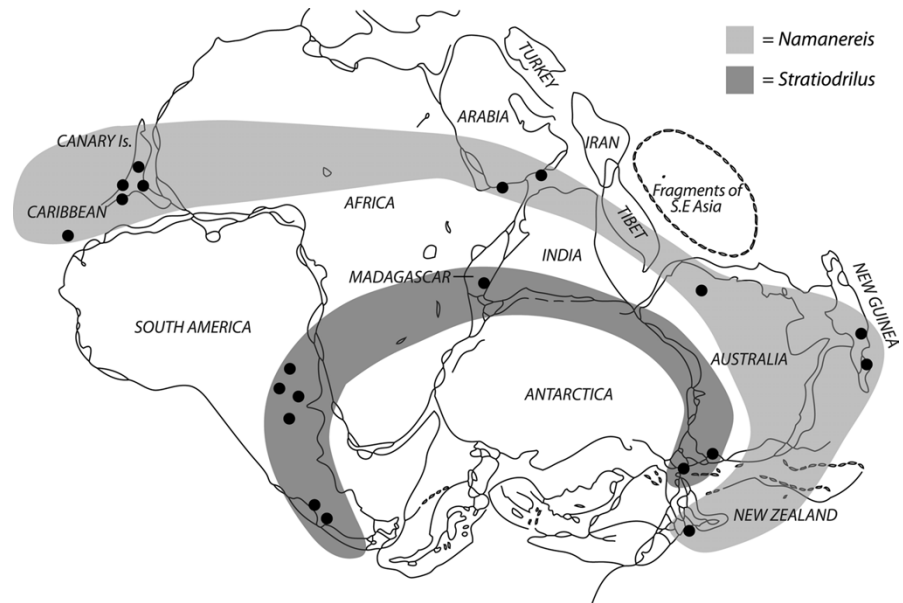 = Namanereis
= Stratiodrilus
TURKEY
ARABIA
CANARY Is.
IRAN
Fragments of
S.E Asia
CARIBBEAN
AFRICA
TIBET
INDIA
MADAGASCAR
NEW GUINEA
SOUTH AMERICA
AUSTRALIA
ANTARCTICA
NEW ZEALAND